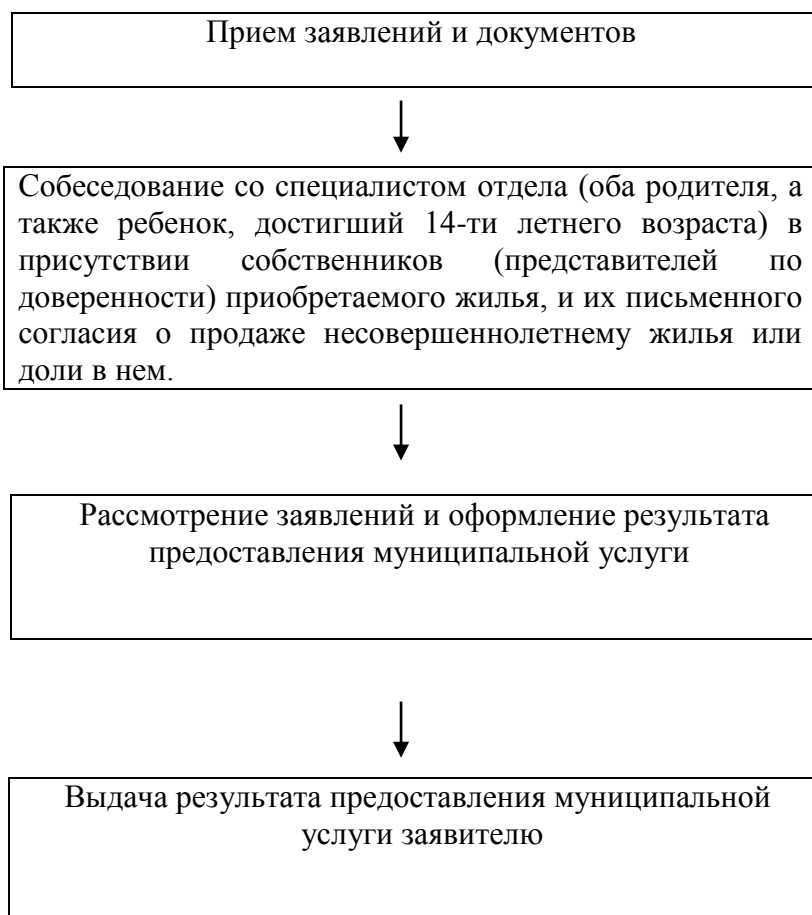 Прием заявлений и документов
Собеседование со специалистом отдела (оба родителя, а
также ребенок, достигший 14-ти летнего возраста) в
присутствии собственников (представителей по
доверенности) приобретаемого жилья, и их письменного
согласия о продаже несовершеннолетнему жилья или
доли в нем.
Рассмотрение заявлений и оформление результата
предоставления муниципальной услуги
Выдача результата предоставления муниципальной
услуги заявителю